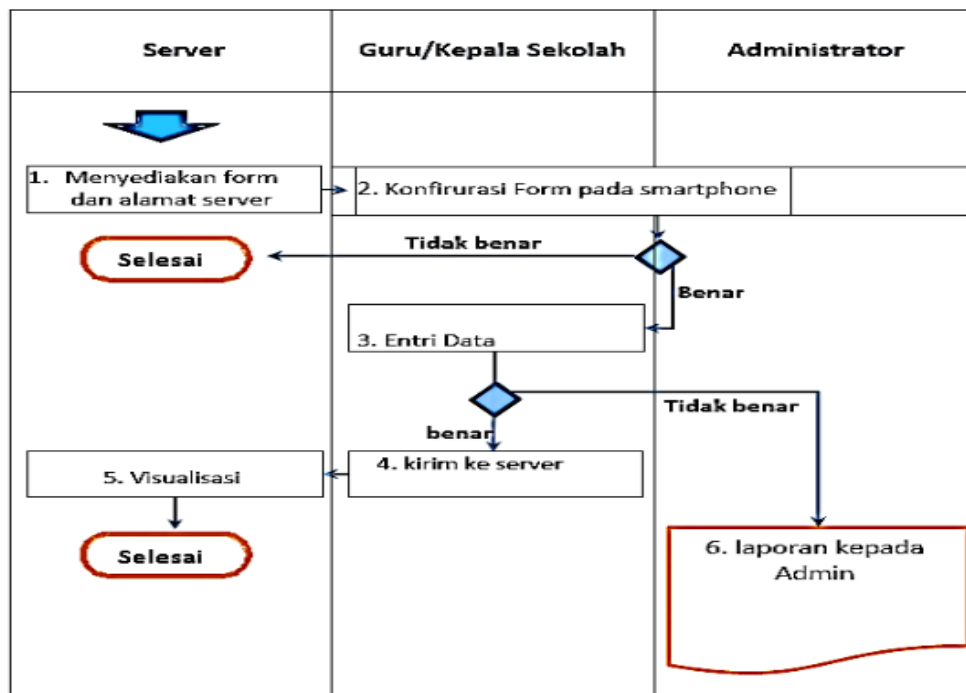 Server
Guru/Kepala Sekolah
Administrator
1. Menyediakan form
dan alamat server
2. Konfirurasi Form pada smartphone
Tidak benar
Selesai
Benar
3. Entri Data
Tidak benar
benar
4. kirim ke server
5. Visualisasi
Selesai
6. laporan kepada
Admin